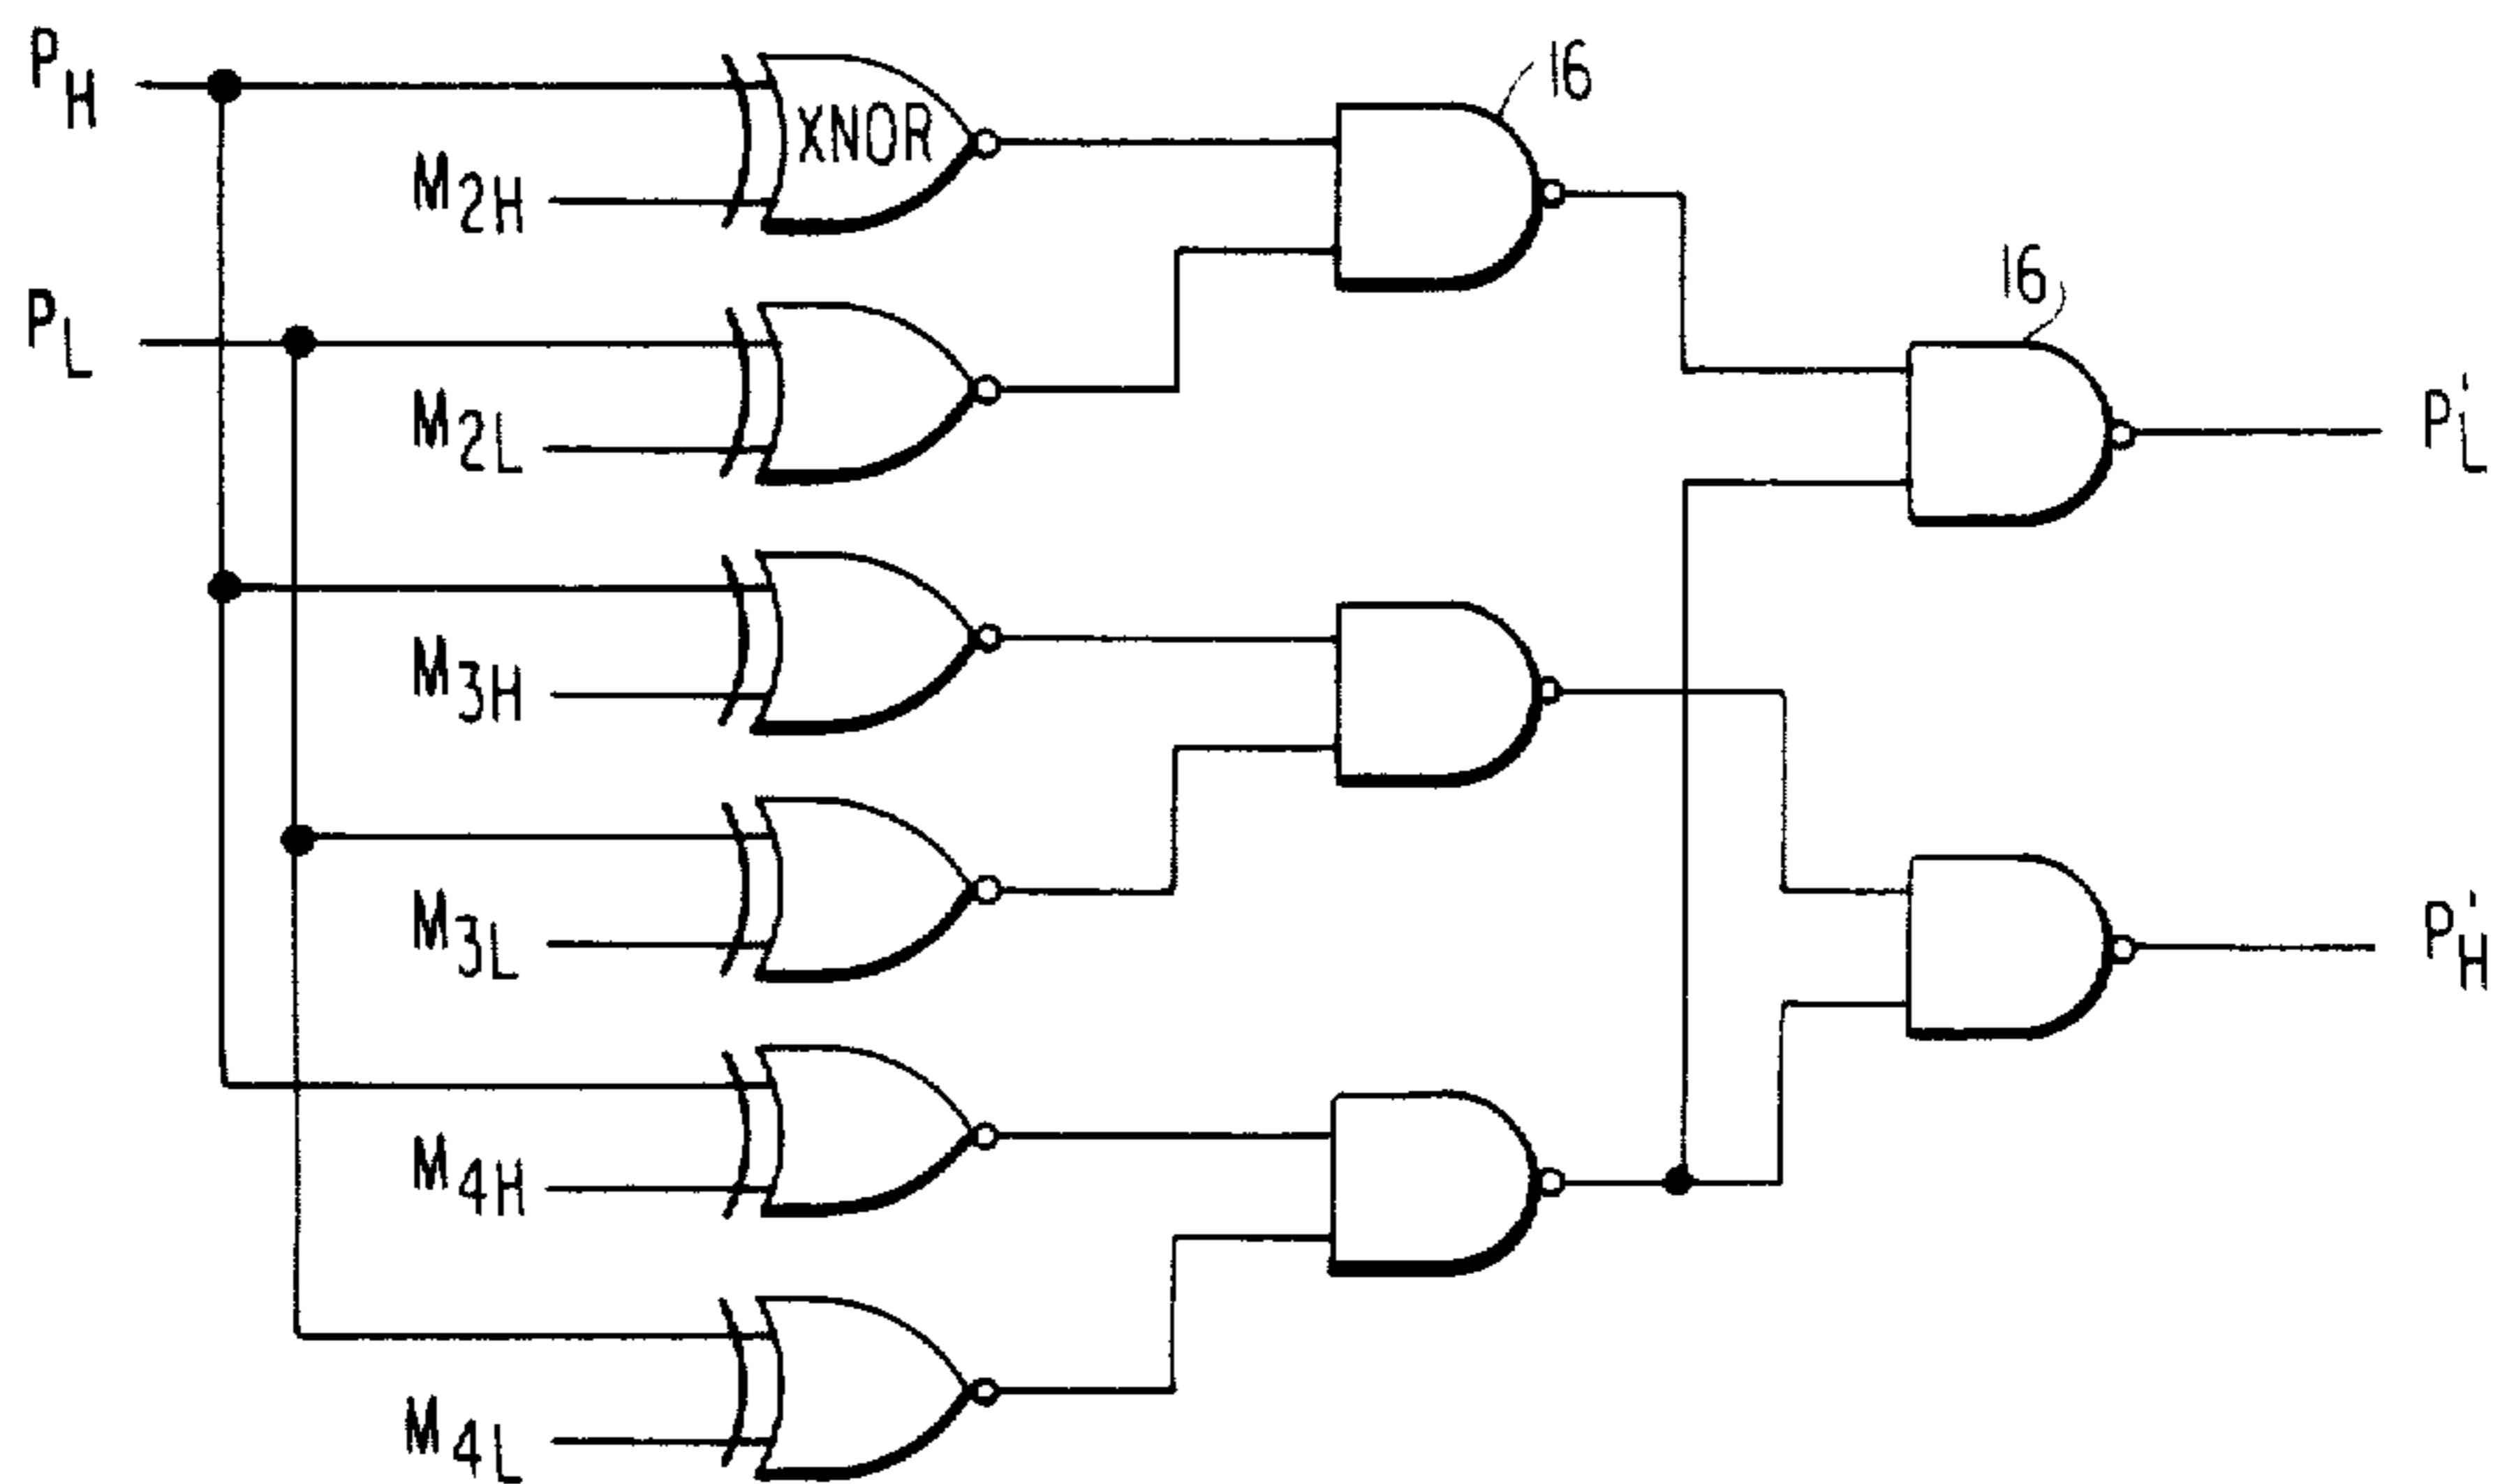 P_H
XNOR
16
M_2H
16
P_L
P'_L
M_2L
M_3H
M_3L
P'_H
M_4H
M_4L